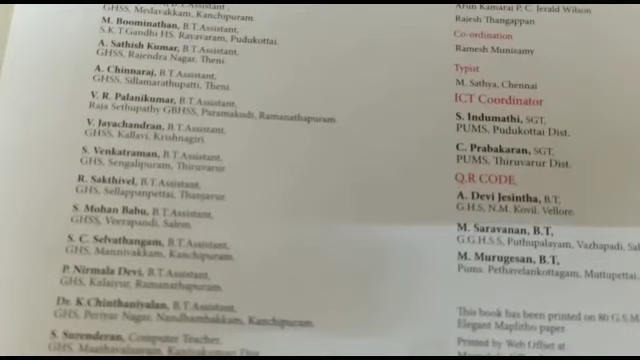 B.T.Assistant,
GHSS, Medavakkam, Kanchipuram.
M. Boominathan, B.T.Assistant,
S.K.T.Gandhi HS. Rayavaram, Pudukottai.
A. Sathish Kumar, B.T.Assistant,
GHSS, Rajendra Nagar, Theni.
A. Chinnaraj, B.T.Assistant,
GHSS, Sillamarathupatti, Theni.
V. R. Palanikumar, B.T.Assistant,
Raja Sethupathy GBHSS, Paramakudi, Ramanathapuram.
V. Jayachandran, B.T.Assistant,
GHSS, Kallavi, Krishnagiri.
S. Venkatraman, B.T.Assistant,
GHS, Sengalipuram, Thiruvarur.
R. Sakthivel, B.T.Assistant,
GHS, Sellappanpettai, Thanjavur.
S. Mohan Babu, B.T.Assistant,
GHSS, Veerapandi, Salem.
S. C. Selvathangam, B.T.Assistant,
GHS, Mannivakkam, Kanchipuram.
P. Nirmala Devi, B.T.Assistant,
GHS, Kalaiyur, Ramanathapuram.
Dr. K.Chinthaniyalan, B.T.Assistant,
GHS, Periyar Nagar, Nandhambakkam, Kanchipuram.
S. Surenderan, Computer Teacher,
GHS,
Arun Kamaraj P, C. Jerald Wilson
Rajesh Thangappan
Co-ordination
Ramesh Munisamy
Typist
M. Sathya, Chennai
ICT Coordinator
S. Indumathi, SGT,
PUMS, Pudukottai Dist.
C. Prabakaran, SGT,
PUMS, Thiruvarur Dist.
Q.R CODE
A. Devi Jesintha, B.T,
G.H.S, N.M. Kovil, Vellore.
M. Saravanan, B.T,
G.G.H.S.S, Puthupalayam, Vazhapadi,
M. Murugesan, B.T,
Pums. Pethavelankottagam, Muttupettai,
This book has been printed on 80 G.S.M
Elegant Maplitho paper
Printed by Web Offset at